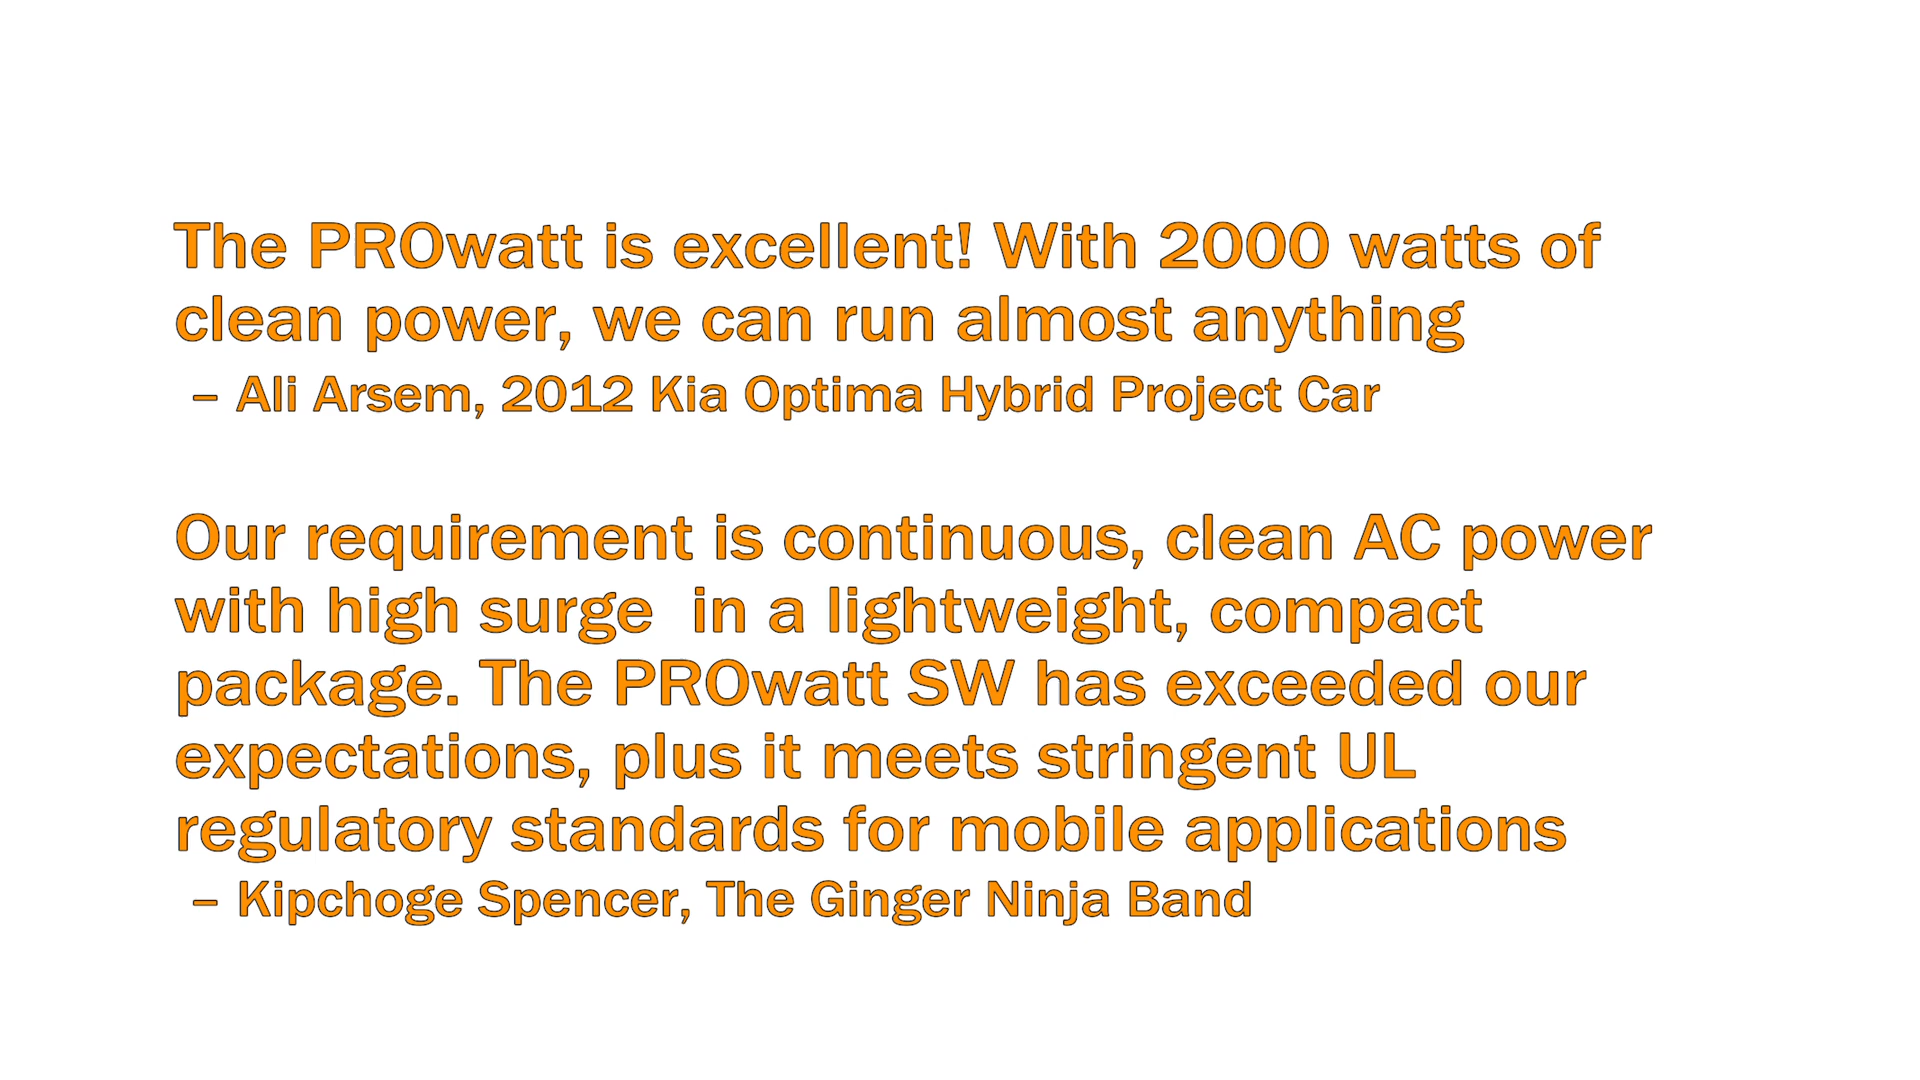 The PROwatt is excellent! With 2000 watts of
clean power, we can run almost anything
– Ali Arsem, 2012 Kia Optima Hybrid Project Car
Our requirement is continuous, clean AC power
with high surge  in a lightweight, compact
package. The PROwatt SW has exceeded our
expectations, plus it meets stringent UL
regulatory standards for mobile applications
– Kipchoge Spencer, The Ginger Ninja Band